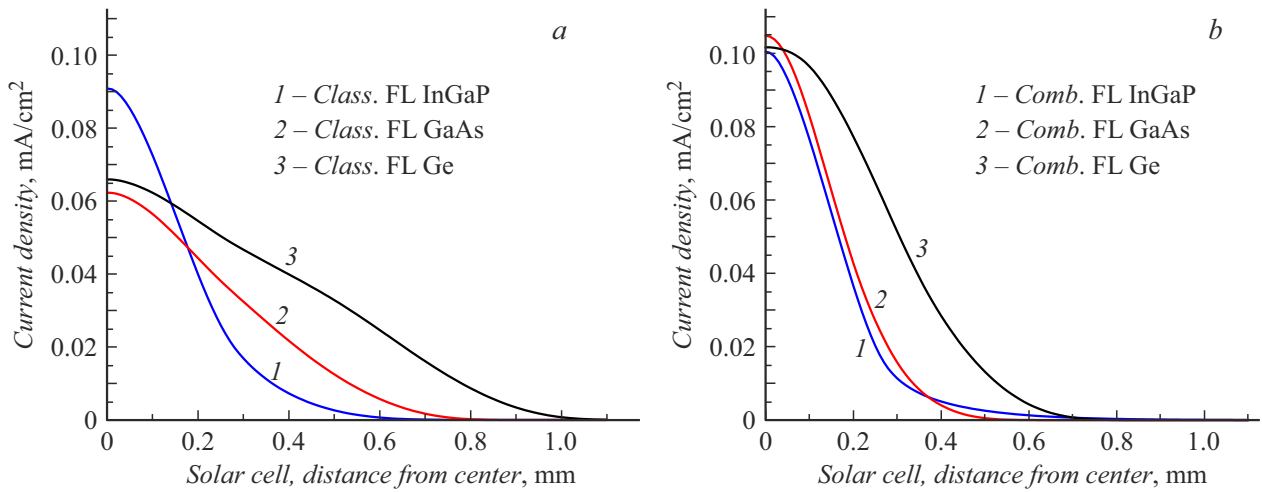 a
Current density, mA/cm2
0.10
0.08
0.06
0.04
0.02
0
1 – Class. FL InGaP
2 – Class. FL GaAs
3 – Class. FL Ge
3
2
1
0 0.2 0.4 0.6 0.8 1.0
Solar cell, distance from center, mm
b
Current density, mA/cm2
0.10
0.08
0.06
0.04
0.02
0
1 – Comb. FL InGaP
2 – Comb. FL GaAs
3 – Comb. FL Ge
3
2
1
0 0.2 0.4 0.6 0.8 1.0
Solar cell, distance from center, mm